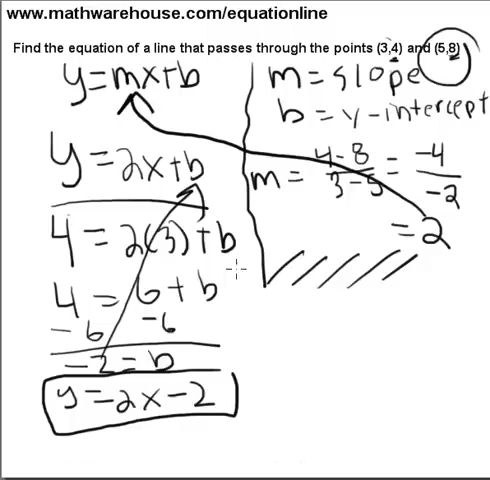 www.mathwarehouse.com/equationline
Find the equation of a line that passes through the points (3,4) and (5,8)
y=mx+b
y=2x+b
4=2(3)+b
4=6+b
-6 -6
-2=b
y=2x-2
m=slope
b=y-intercept
m=4-8/3-5=-4/-2
=2